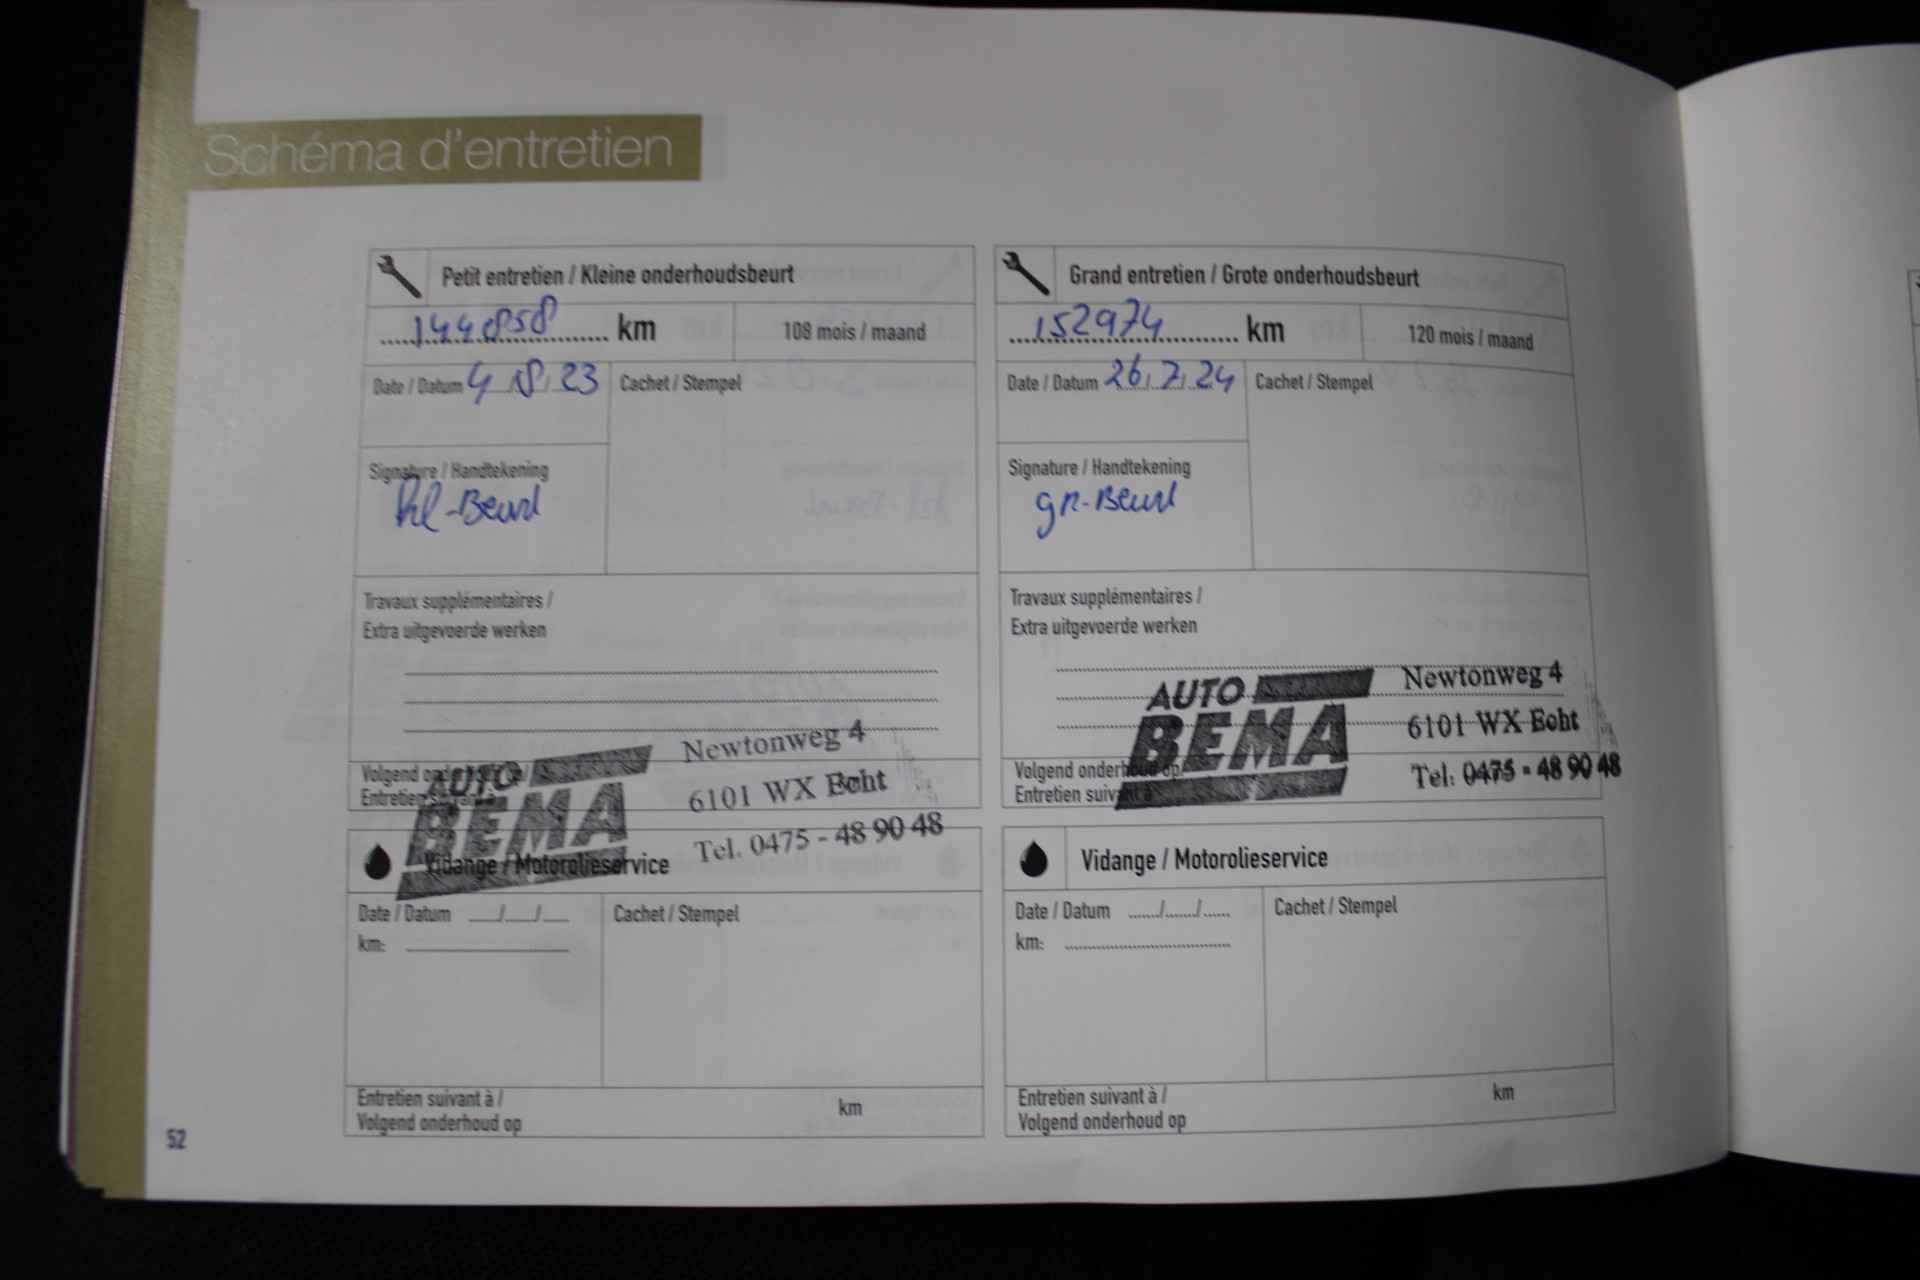 Schéma d'entretien
Petit entretien / Kleine onderhoudsbeurt
144858 km
108 mois / maand
Date / Datum 4/8/23
Cachet / Stempel
Signature / Handtekening
kl-Beurt
Travaux supplémentaires /
Extra uitgevoerde werken
Volgend onderhoud op /
Entretien suivant à
AUTO
BEMA
Newtonweg 4
6101 WX Echt
Tel. 0475 - 48 90 48
Vidange / Motorolieservice
Date / Datum ....../....../......
Cachet / Stempel
km:
Entretien suivant à /
Volgend onderhoud op
km
Grand entretien / Grote onderhoudsbeurt
152974 km
120 mois / maand
Date / Datum 26/7/24
Cachet / Stempel
Signature / Handtekening
gr-Beurt
Travaux supplémentaires /
Extra uitgevoerde werken
AUTO
BEMA
Newtonweg 4
6101 WX Echt
Tel. 0475 - 48 90 48
Volgend onderhoud op /
Entretien suivant à
Vidange / Motorolieservice
Date / Datum ....../....../......
Cachet / Stempel
km:
Entretien suivant à /
Volgend onderhoud op
km
52